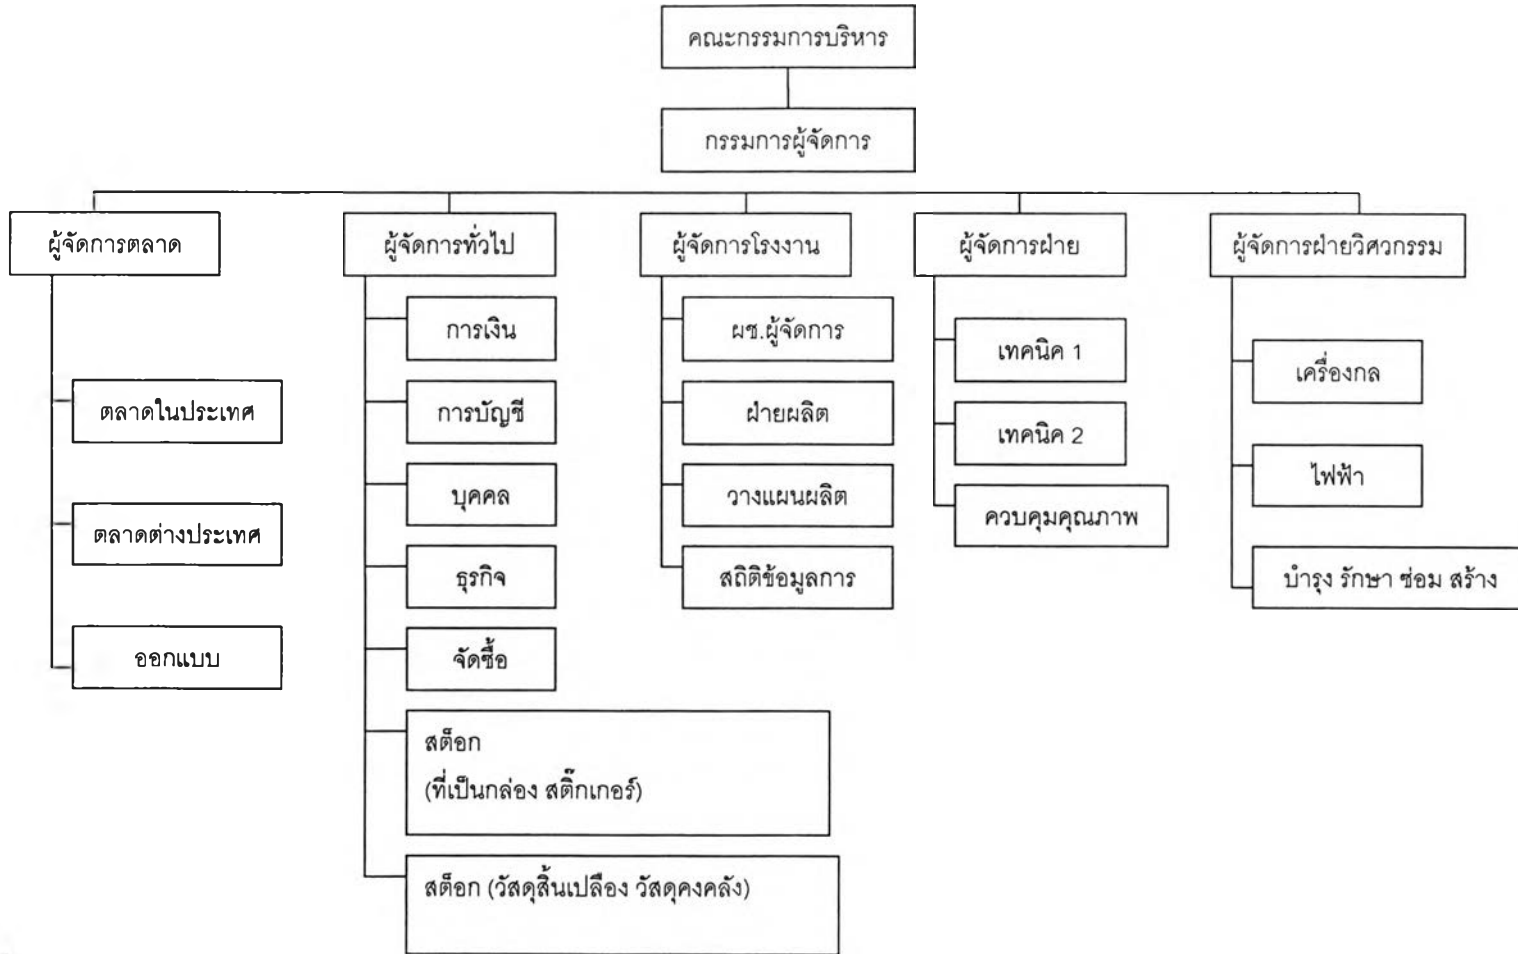 คณะกรรมการบริหาร
กรรมการผู้จัดการ
ผู้จัดการตลาด
ผู้จัดการทั่วไป
ผู้จัดการโรงงาน
ผู้จัดการฝ่าย
ผู้จัดการฝ่ายวิศวกรรม
ตลาดในประเทศ
ตลาดต่างประเทศ
ออกแบบ
การเงิน
การบัญชี
บุคคล
ธุรกิจ
จัดซื้อ
สต็อก
(ที่เป็นกล่อง สติ๊กเกอร์)
สต็อก (วัสดุสิ้นเปลือง วัสดุคงคลัง)
ผช.ผู้จัดการ
ฝ่ายผลิต
วางแผนผลิต
สถิติข้อมูลการ
เทคนิค 1
เทคนิค 2
ควบคุมคุณภาพ
เครื่องกล
ไฟฟ้า
บำรุง รักษา ซ่อม สร้าง